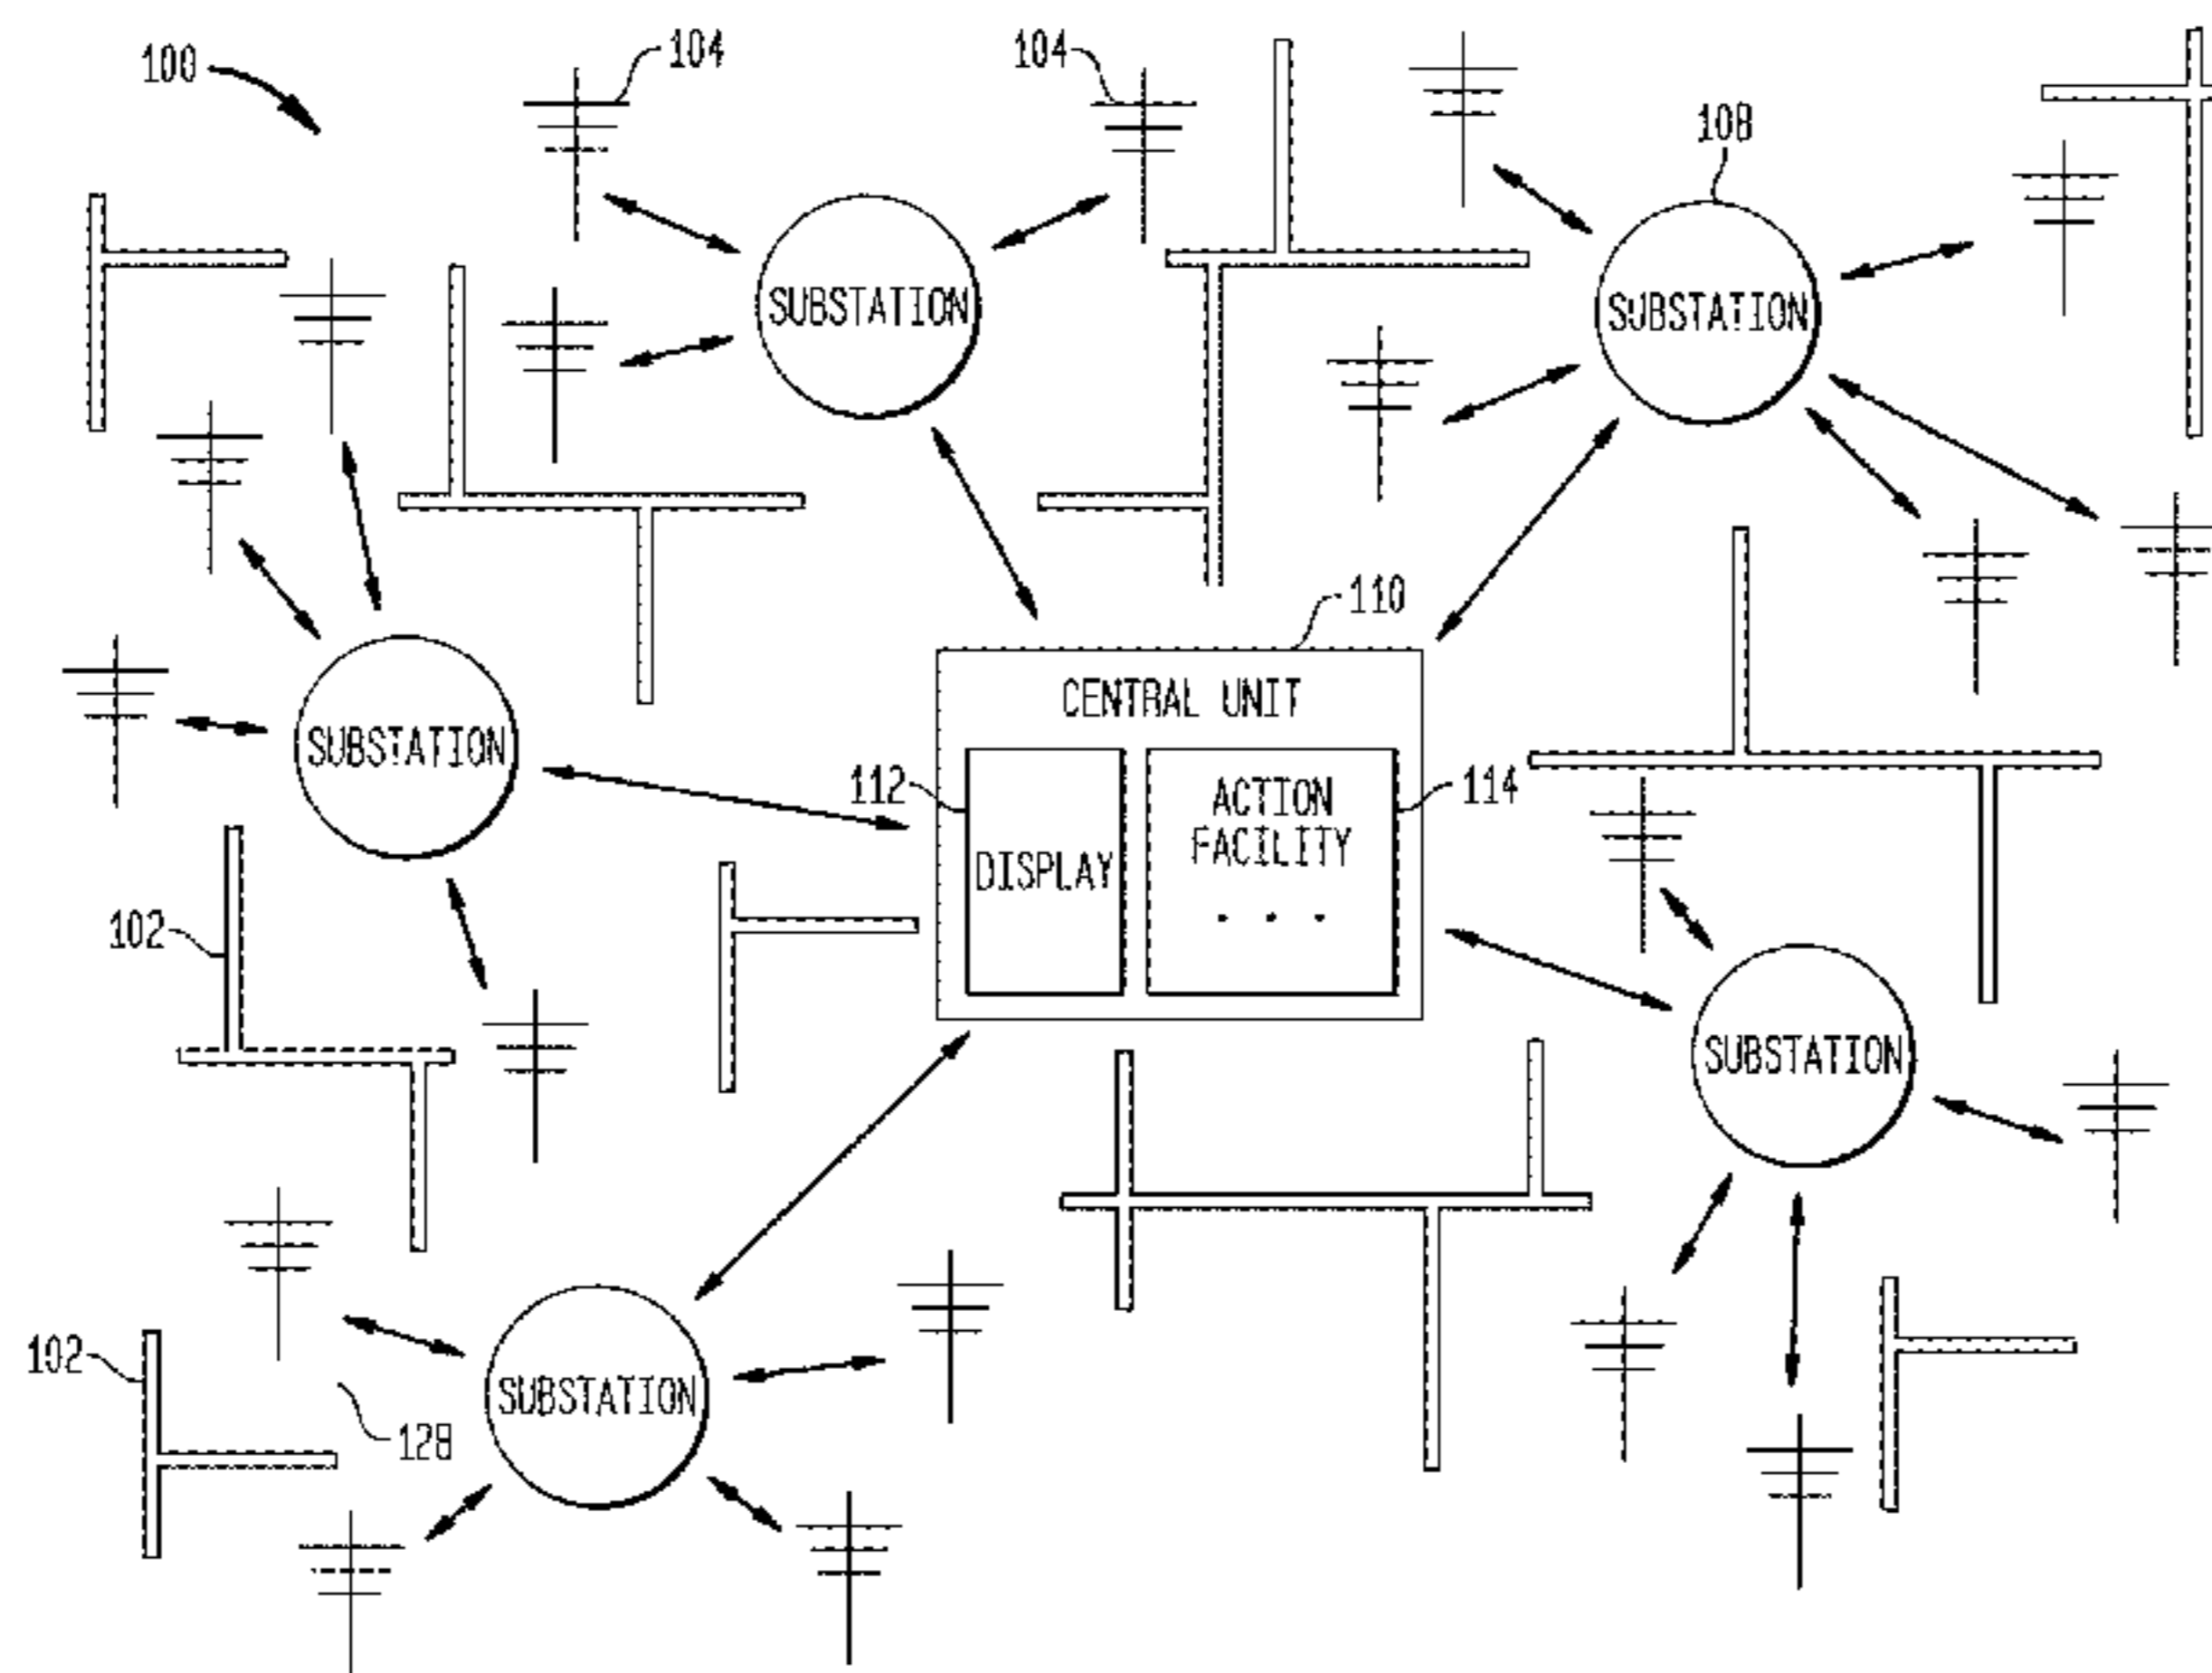 100
104
104
108
SUBSTATION
SUBSTATION
110
CENTRAL UNIT
SUBSTATION
112
ACTION
FACILITY
. . .
114
DISPLAY
102
SUBSTATION
102
SUBSTATION
128